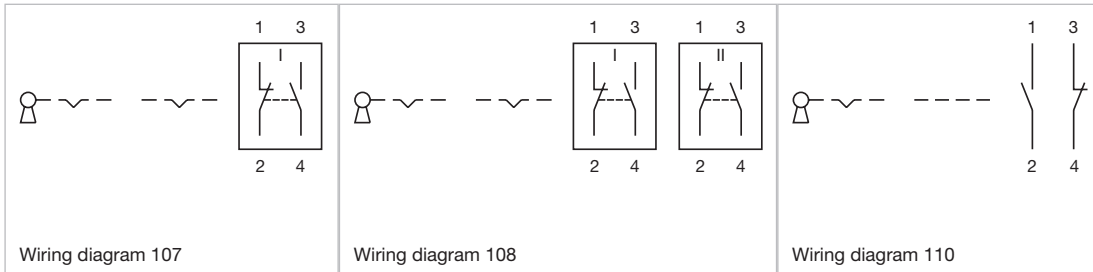 1 3
I
2 4
Wiring diagram 107
1 3 1 3
I II
2 4 2 4
Wiring diagram 108
1 3
2 4
Wiring diagram 110